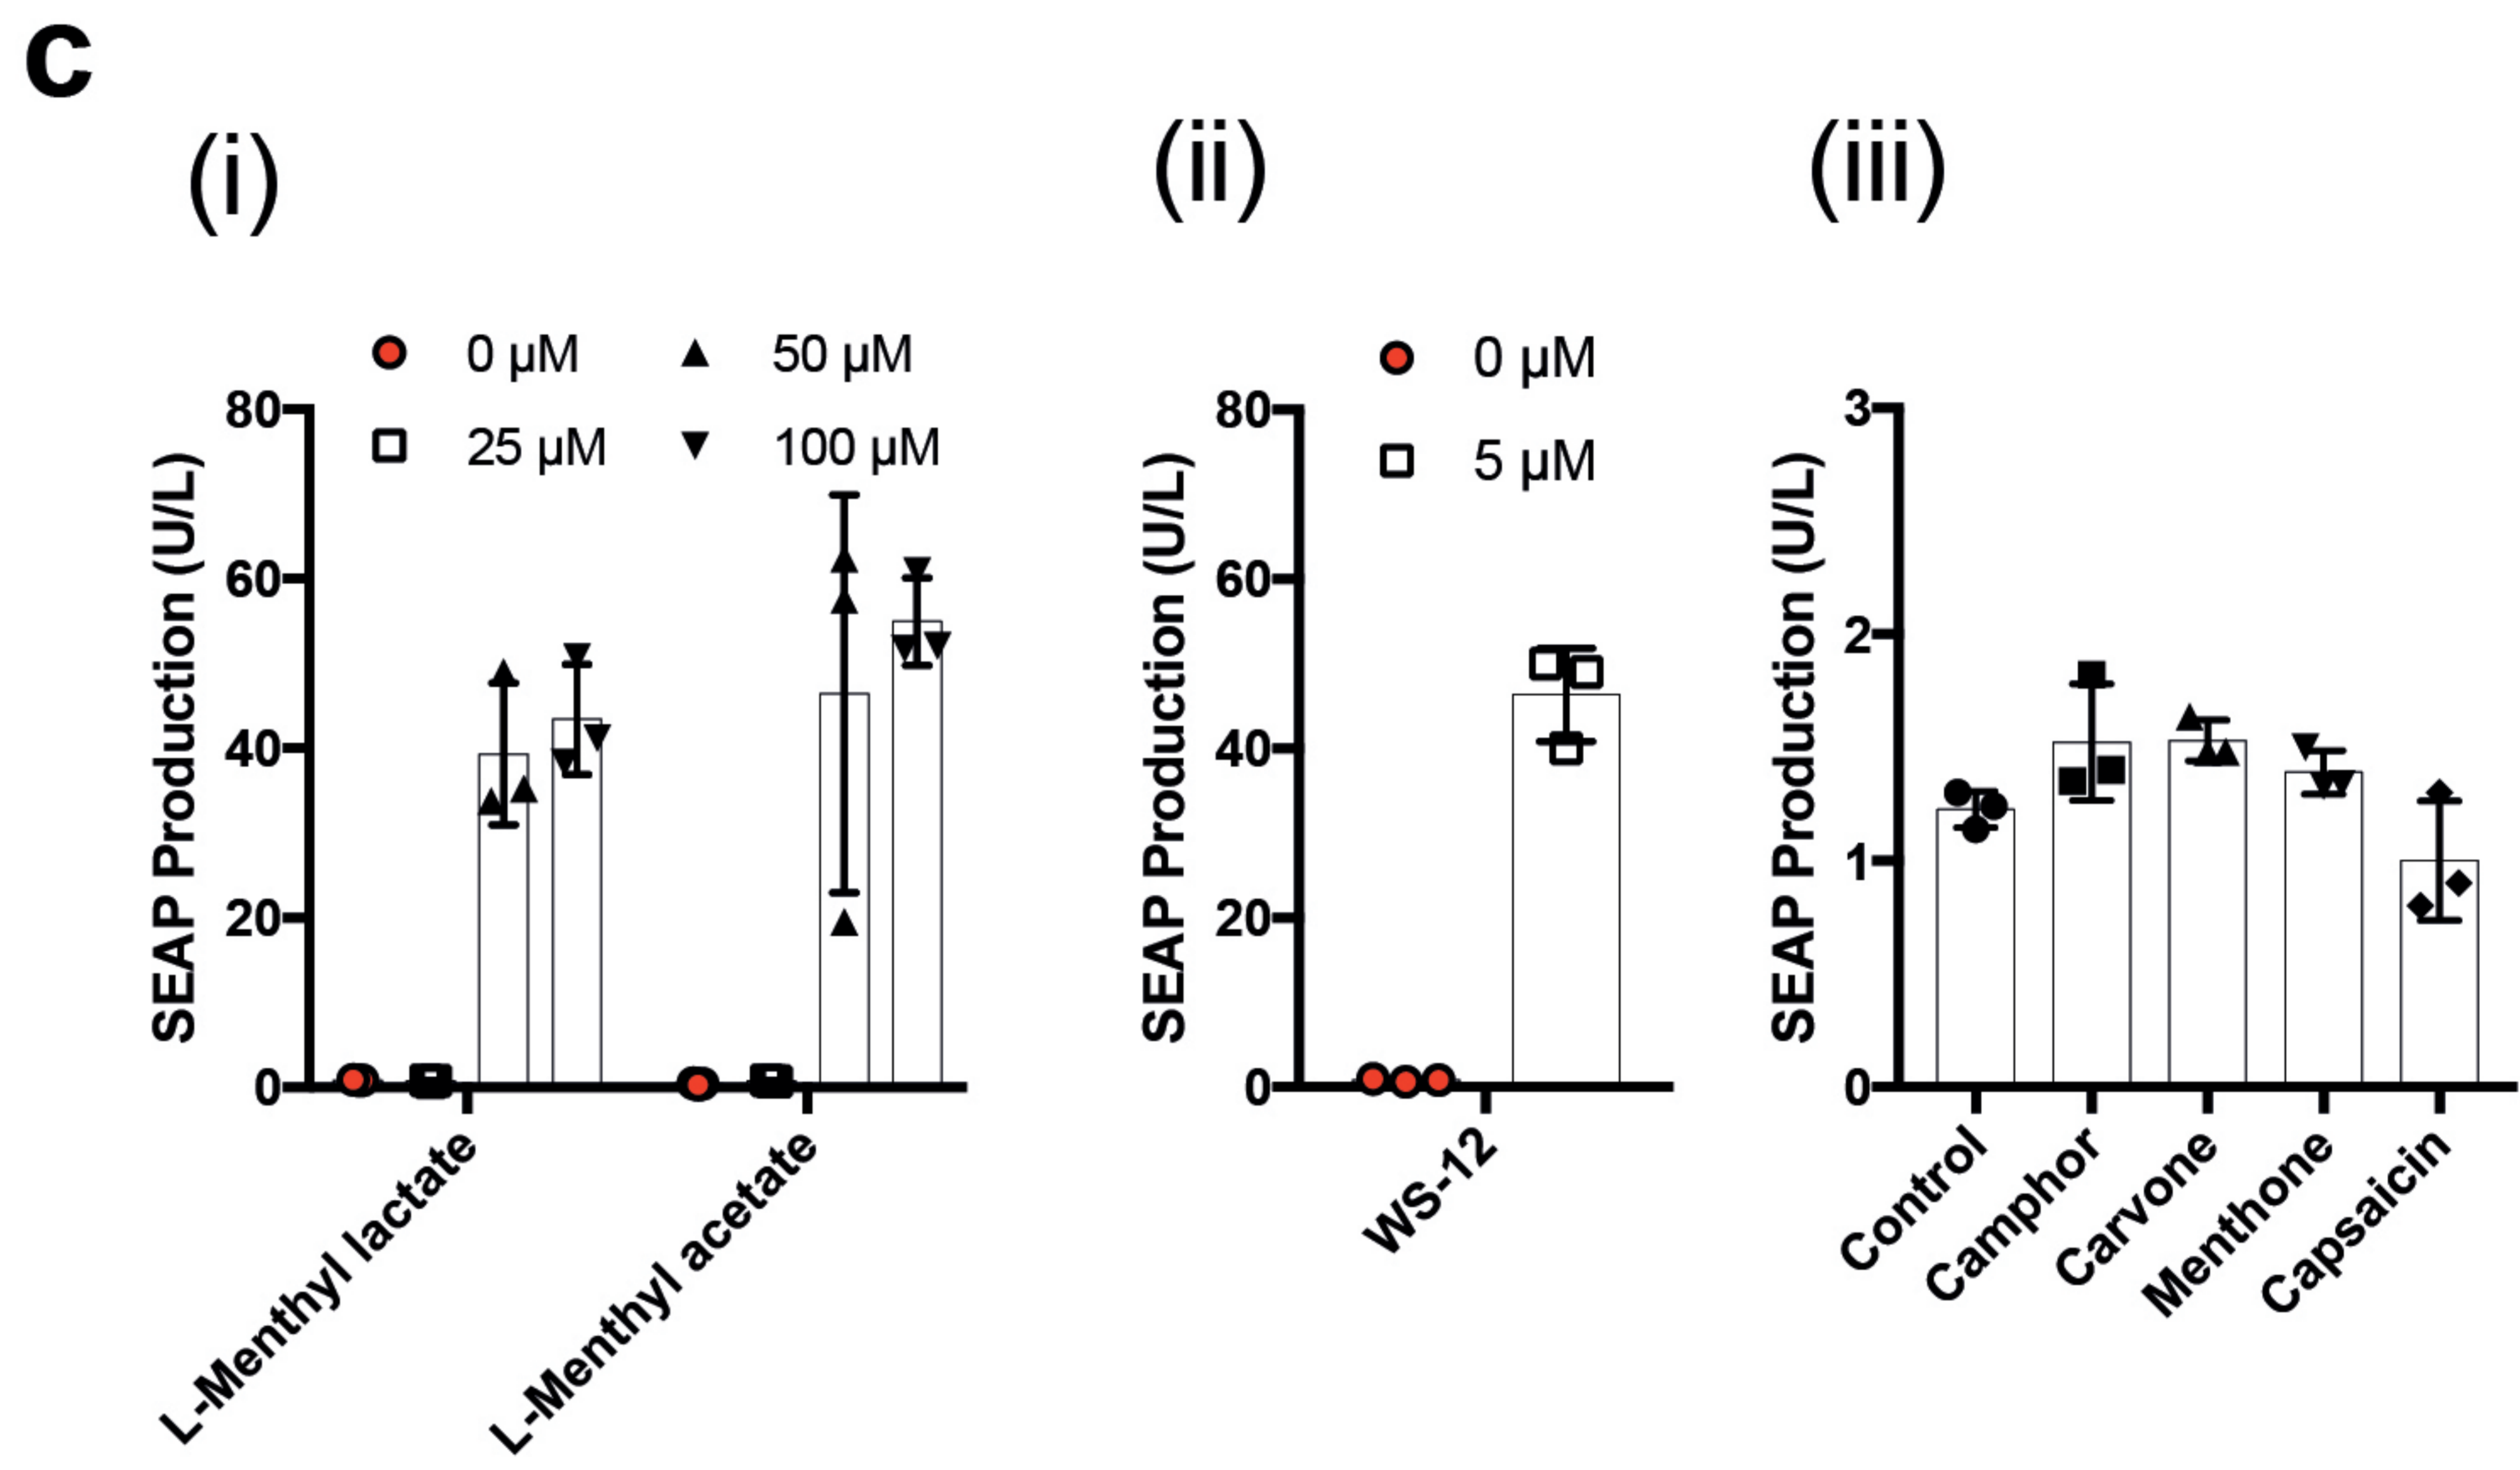 c
(i)
0 µM
50 µM
25 µM
100 µM
SEAP Production (U/L)
80
60
40
20
0
L-Menthyl lactate
L-Menthyl acetate
(ii)
0 µM
5 µM
SEAP Production (U/L)
80
60
40
20
0
WS-12
(iii)
SEAP Production (U/L)
3
2
1
0
Control
Camphor
Carvone
Menthone
Capsaicin